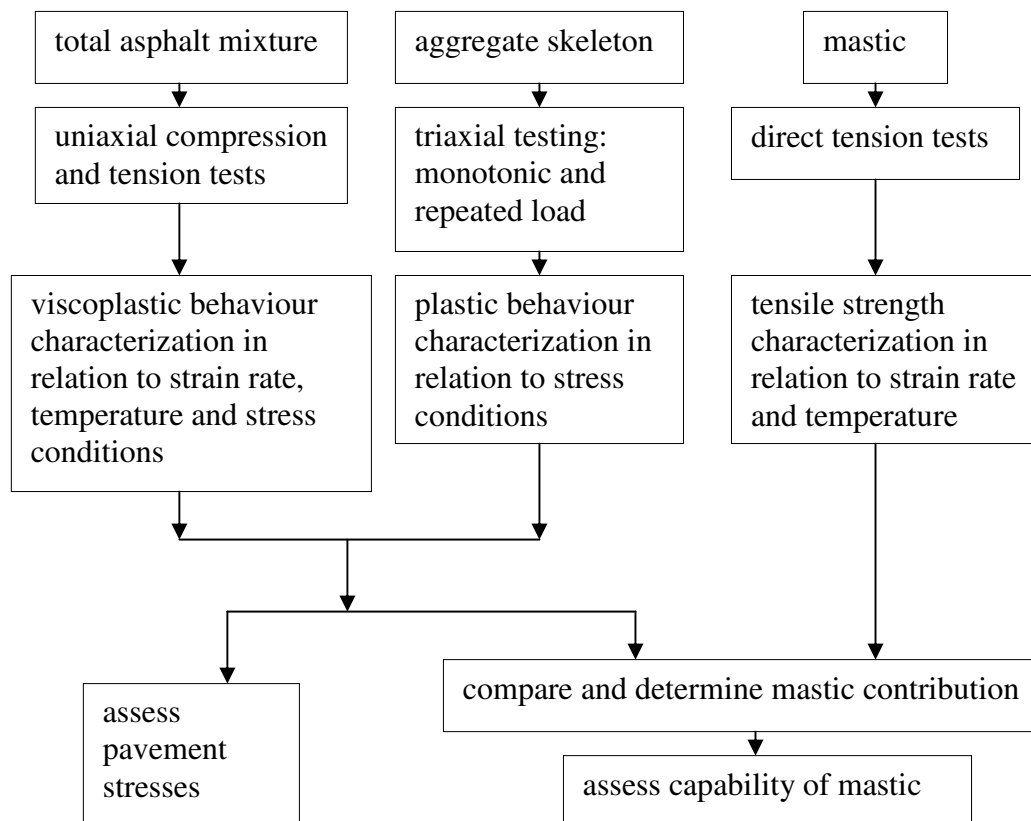 total asphalt mixture
aggregate skeleton
mastic
uniaxial compression
and tension tests
triaxial testing:
monotonic and
repeated load
direct tension tests
viscoplastic behaviour
characterization in
relation to strain rate,
temperature and stress
conditions
plastic behaviour
characterization in
relation to stress
conditions
tensile strength
characterization in
relation to strain rate
and temperature
assess
pavement
stresses
compare and determine mastic contribution
assess capability of mastic